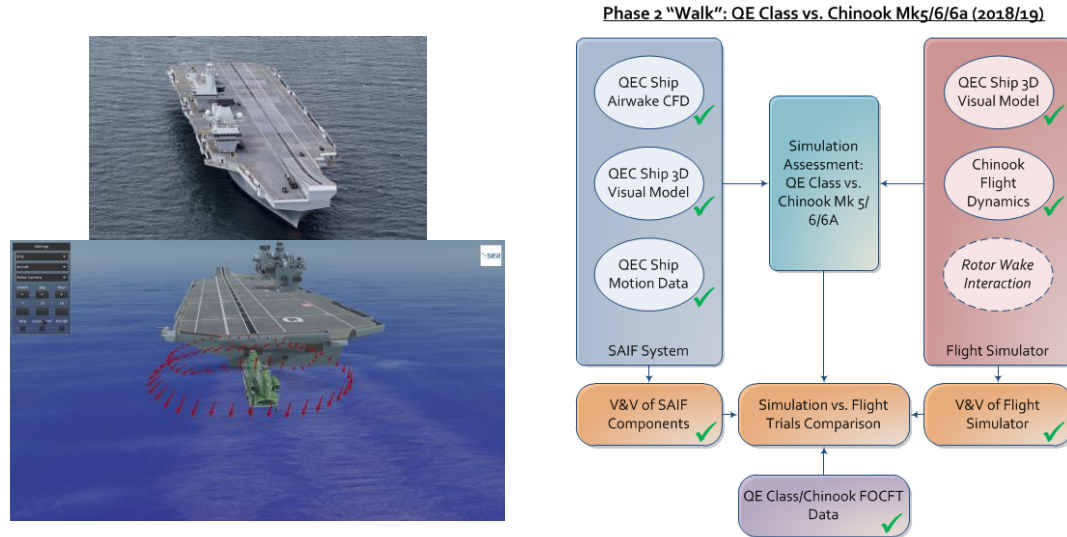 Phase 2 “Walk”: QE Class vs. Chinook Mk5/6/6a (2018/19)
QEC Ship
Airwake CFD
QEC Ship 3D
Visual Model
QEC Ship
Motion Data
SAIF System
Simulation
Assessment:
QE Class vs.
Chinook Mk 5/
6/6A
QEC Ship 3D
Visual Model
Chinook
Flight
Dynamics
Rotor Wake
Interaction
Flight Simulator
V&V of SAIF
Components
Simulation vs. Flight
Trials Comparison
V&V of Flight
Simulator
QE Class/Chinook FOCFT
Data
Settings
Ship
Aircraft
sea